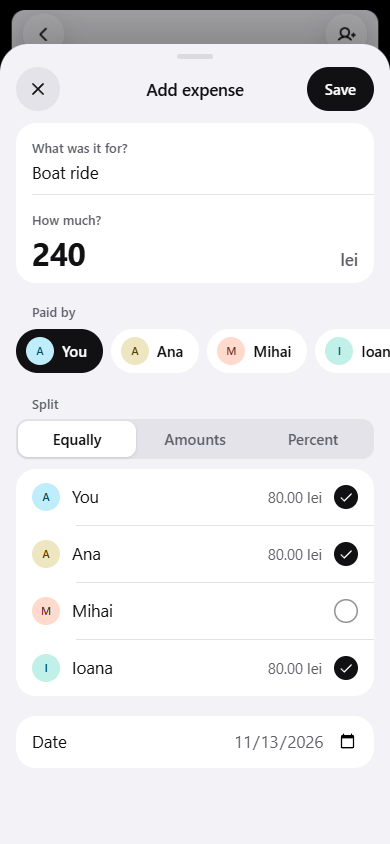 Add expense
Save
What was it for?
Boat ride
How much?
240 lei
Paid by
A You A Ana M Mihai I Ioan
Split
Equally Amounts Percent
A You 80.00 lei
A Ana 80.00 lei
M Mihai
I Ioana 80.00 lei
Date 11/13/2026